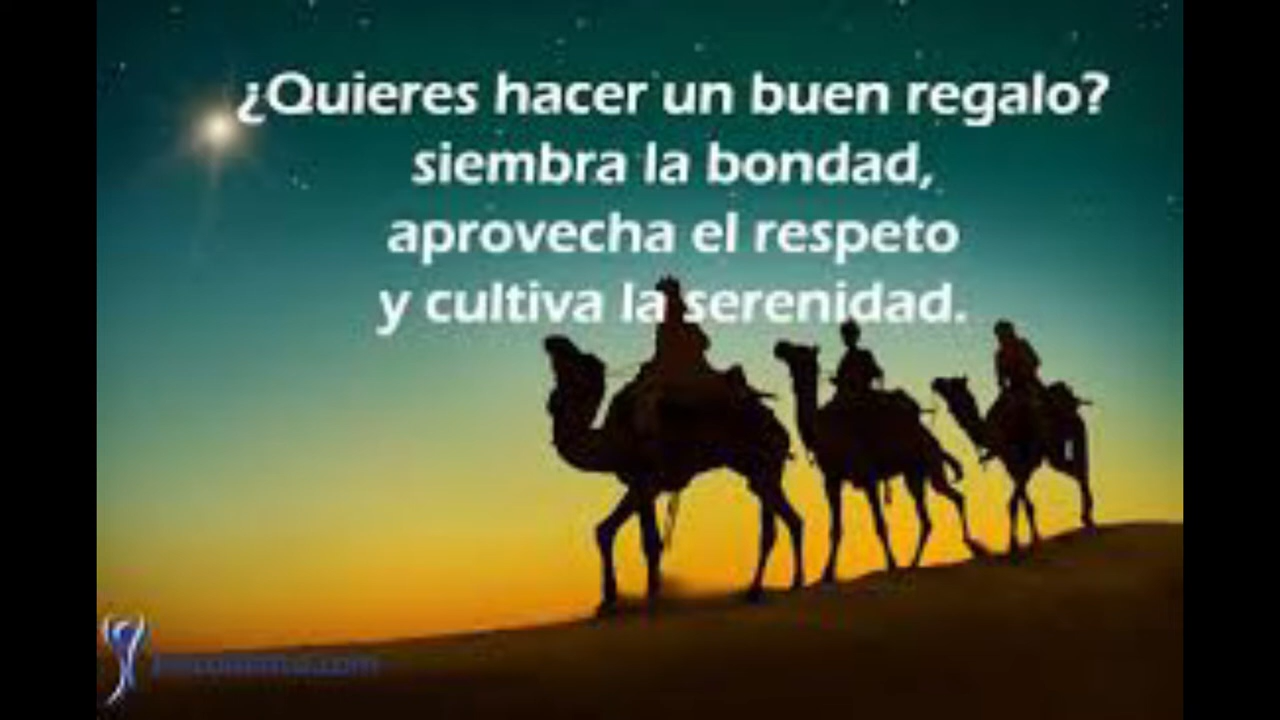 ¿Quieres hacer un buen regalo?
siembra la bondad,
aprovecha el respeto
y cultiva la serenidad.